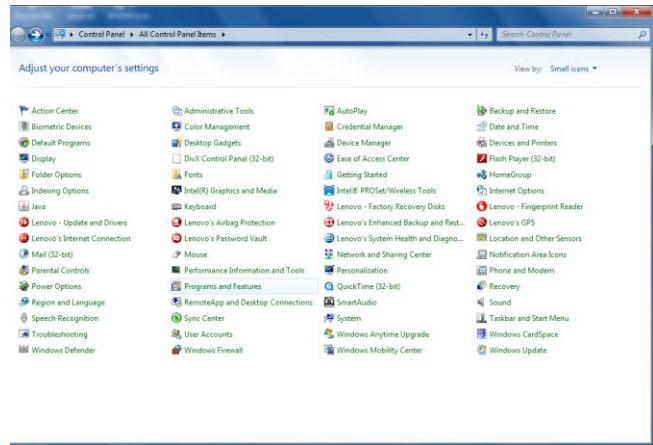 Control Panel ▸ All Control Panel Items ▸
Search Control Panel
Adjust your computer's settings
View by: Small icons
Action Center Administrative Tools AutoPlay Backup and Restore
Biometric Devices Color Management Credential Manager Date and Time
Default Programs Desktop Gadgets Device Manager Devices and Printers
Display DivX Control Panel (32-bit) Ease of Access Center Flash Player (32-bit)
Folder Options Fonts Getting Started HomeGroup
Indexing Options Intel(R) Graphics and Media Intel® PROSet/Wireless Tools Internet Options
Java Keyboard Lenovo - Factory Recovery Disks Lenovo - Fingerprint Reader
Lenovo - Update and Drivers Lenovo's Airbag Protection Lenovo's Enhanced Backup and Rest... Lenovo's GPS
Lenovo's Internet Connection Lenovo's Password Vault Lenovo's System Health and Diagno... Location and Other Sensors
Mail (32-bit) Mouse Network and Sharing Center Notification Area Icons
Parental Controls Performance Information and Tools Personalization Phone and Modem
Power Options Programs and Features QuickTime (32-bit) Recovery
Region and Language RemoteApp and Desktop Connections SmartAudio Sound
Speech Recognition Sync Center System Taskbar and Start Menu
Troubleshooting User Accounts Windows Anytime Upgrade Windows CardSpace
Windows Defender Windows Firewall Windows Mobility Center Windows Update